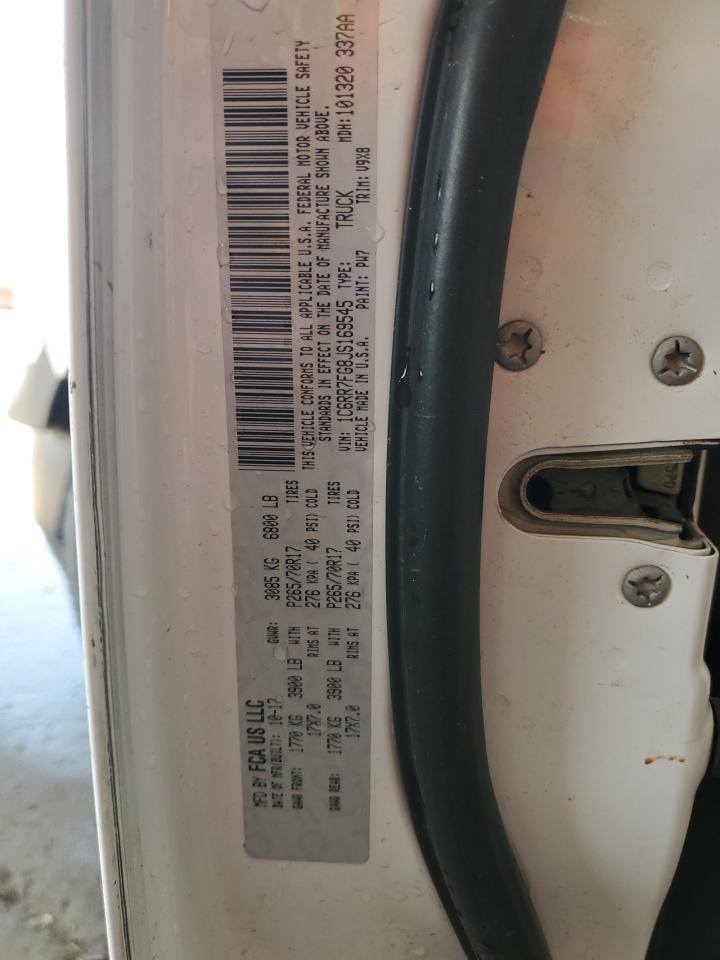 MFD BY FCA US LLC
DATE OF MFR(BUILT): 10-17 GVWR: 3085 KG 6800 LB
GAWR FRONT: 1770 KG 3900 LB WITH P265/70R17 TIRES
17X7.0 RIMS AT 276 KPA ( 40 PSI) COLD
GAWR REAR: 1770 KG 3900 LB WITH P265/70R17 TIRES
17X7.0 RIMS AT 276 KPA ( 40 PSI) COLD
THIS VEHICLE CONFORMS TO ALL APPLICABLE U.S.A. FEDERAL MOTOR VEHICLE SAFETY
STANDARDS IN EFFECT ON THE DATE OF MANUFACTURE SHOWN ABOVE.
VIN: 1C6RR7FG8JS169545 TYPE: TRUCK MDH:101320 337AA
VEHICLE MADE IN U.S.A. PAINT: PW7 TRIM: V9X8